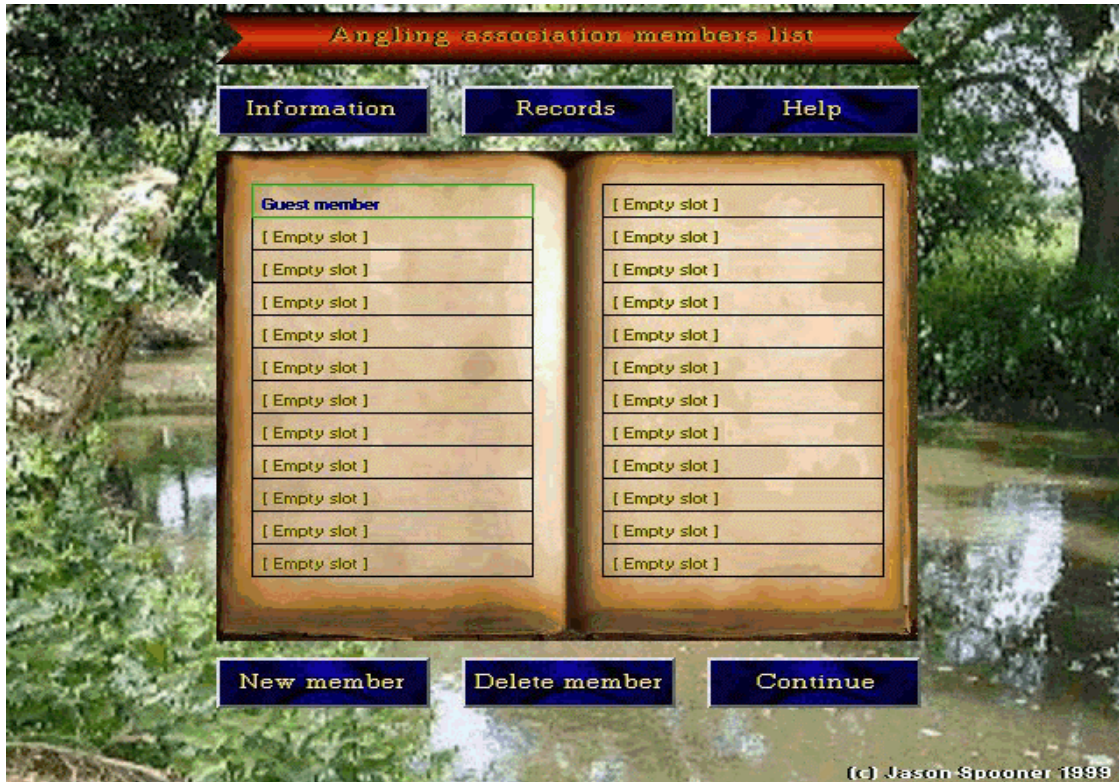 Angling association members list
Information Records Help
Guest member [ Empty slot ]
[ Empty slot ] [ Empty slot ]
[ Empty slot ] [ Empty slot ]
[ Empty slot ] [ Empty slot ]
[ Empty slot ] [ Empty slot ]
[ Empty slot ] [ Empty slot ]
[ Empty slot ] [ Empty slot ]
[ Empty slot ] [ Empty slot ]
[ Empty slot ] [ Empty slot ]
[ Empty slot ] [ Empty slot ]
[ Empty slot ] [ Empty slot ]
[ Empty slot ] [ Empty slot ]
New member Delete member Continue
(c) Jason Spooner 1999